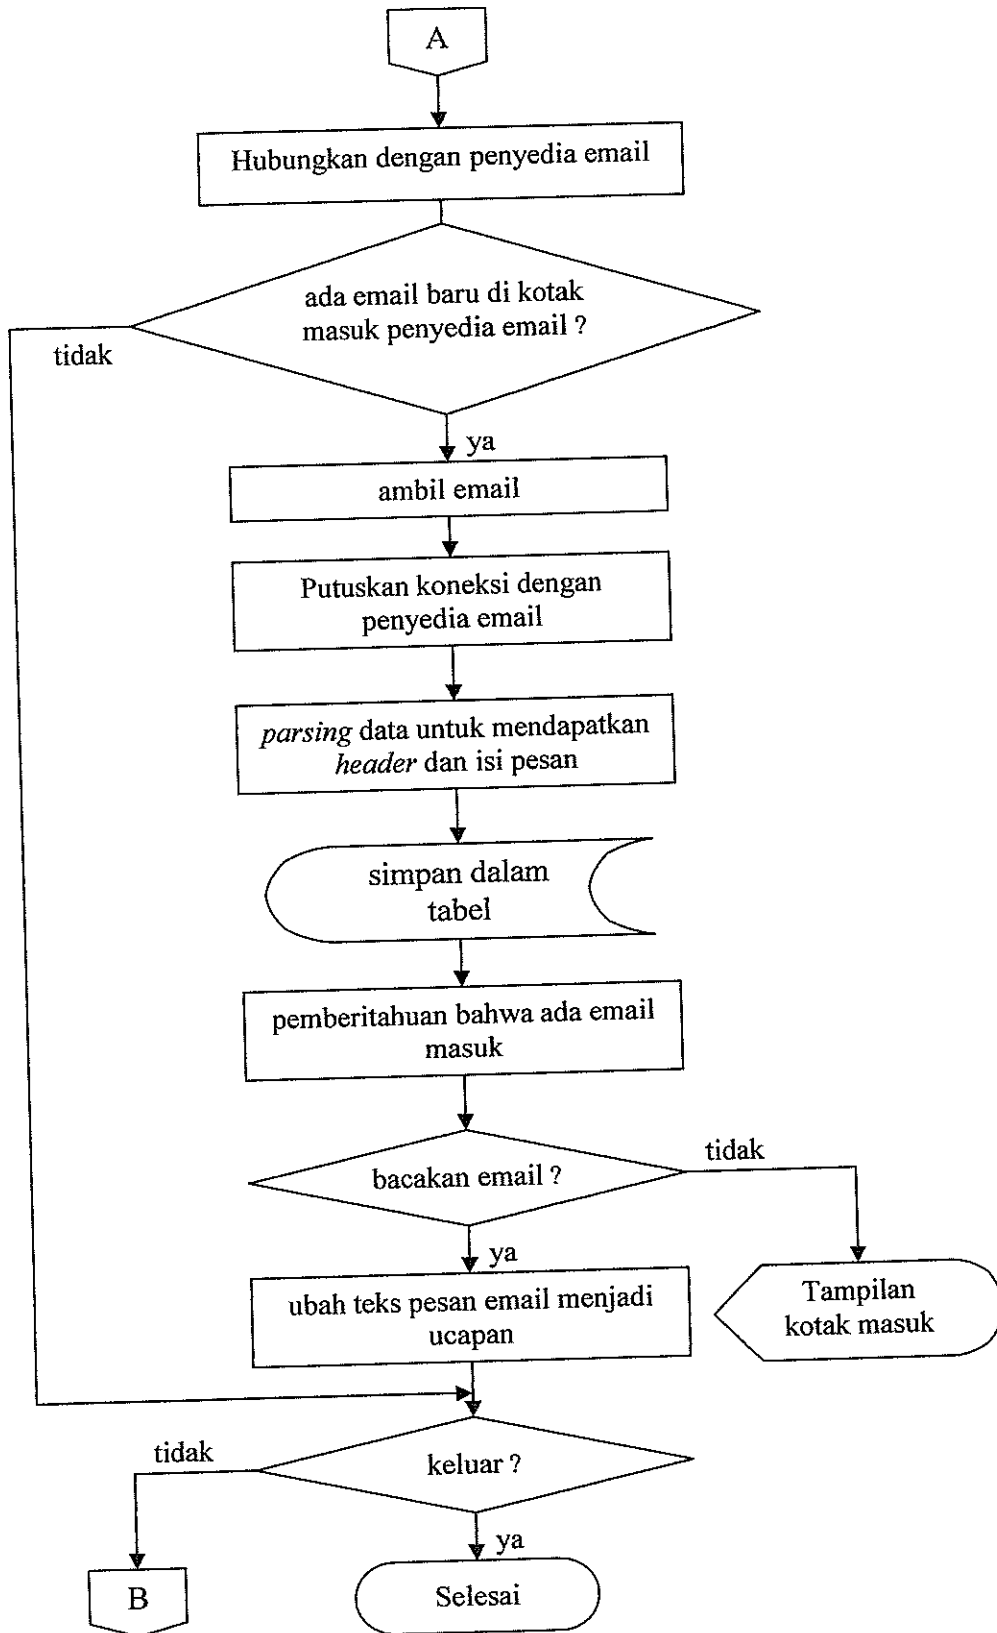 A
Hubungkan dengan penyedia email
ada email baru di kotak
masuk penyedia email ?
tidak
ya
ambil email
Putuskan koneksi dengan
penyedia email
parsing data untuk mendapatkan
header dan isi pesan
simpan dalam
tabel
pemberitahuan bahwa ada email
masuk
bacakan email ?
tidak
ya
ubah teks pesan email menjadi
ucapan
Tampilan
kotak masuk
keluar ?
tidak
ya
B
Selesai